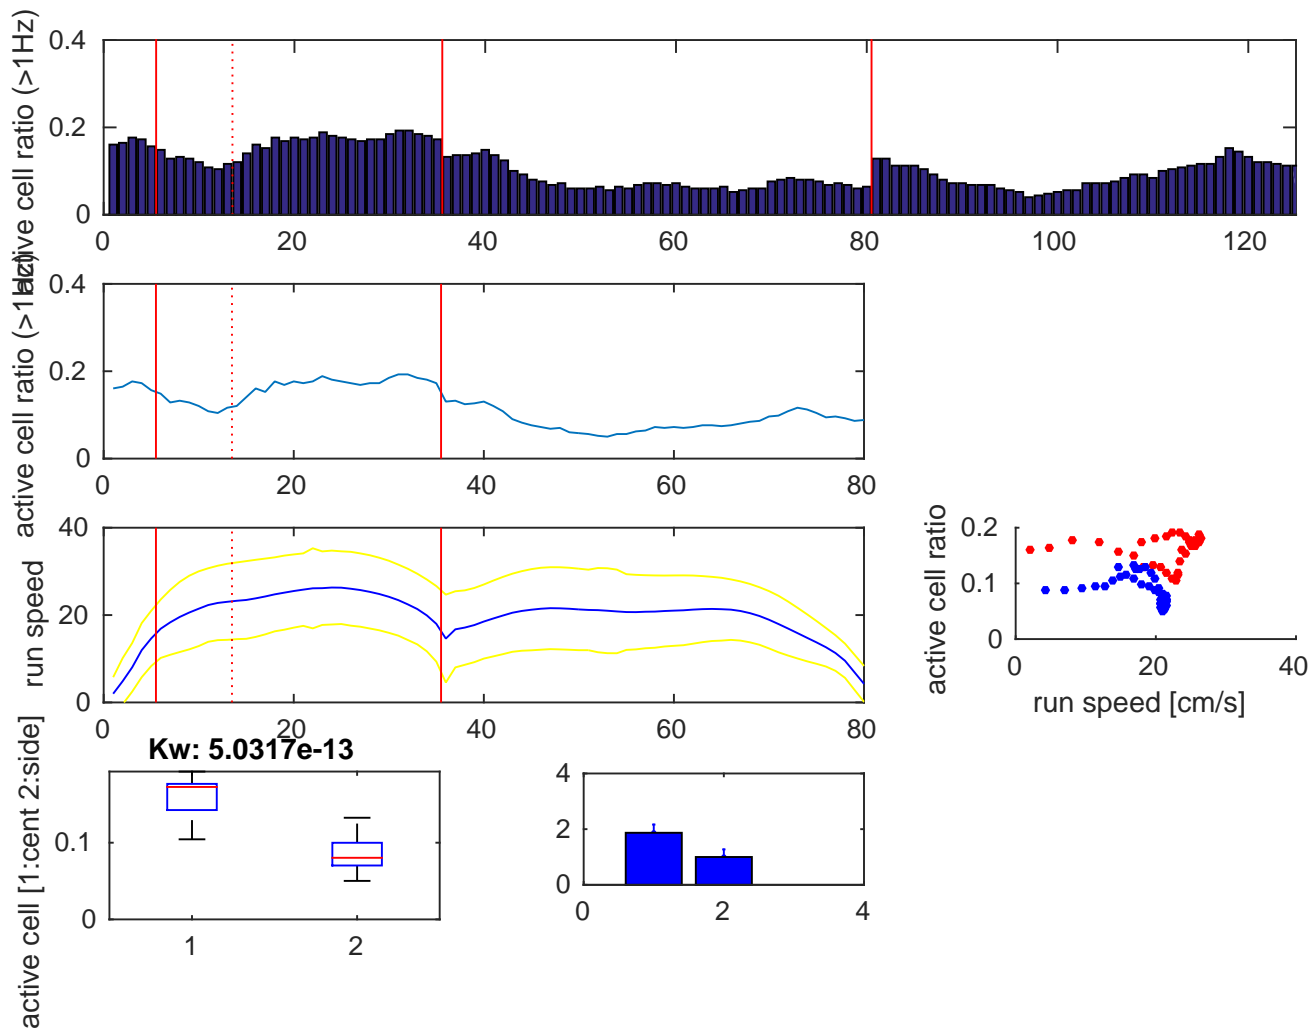 active cell ratio (>1Hz)
0.4
0.2
0
0 20 40 60 80 100 120
active cell ratio (>1Hz)
0.4
0.2
0
0 20 40 60 80
run speed
40
20
0
0 20 40 60 80
active cell ratio
0.2
0.1
0
0 20 40
run speed [cm/s]
Kw: 5.0317e-13
active cell [1:cent 2:side]
0.1
0
1 2
4
2
0
0 2 4